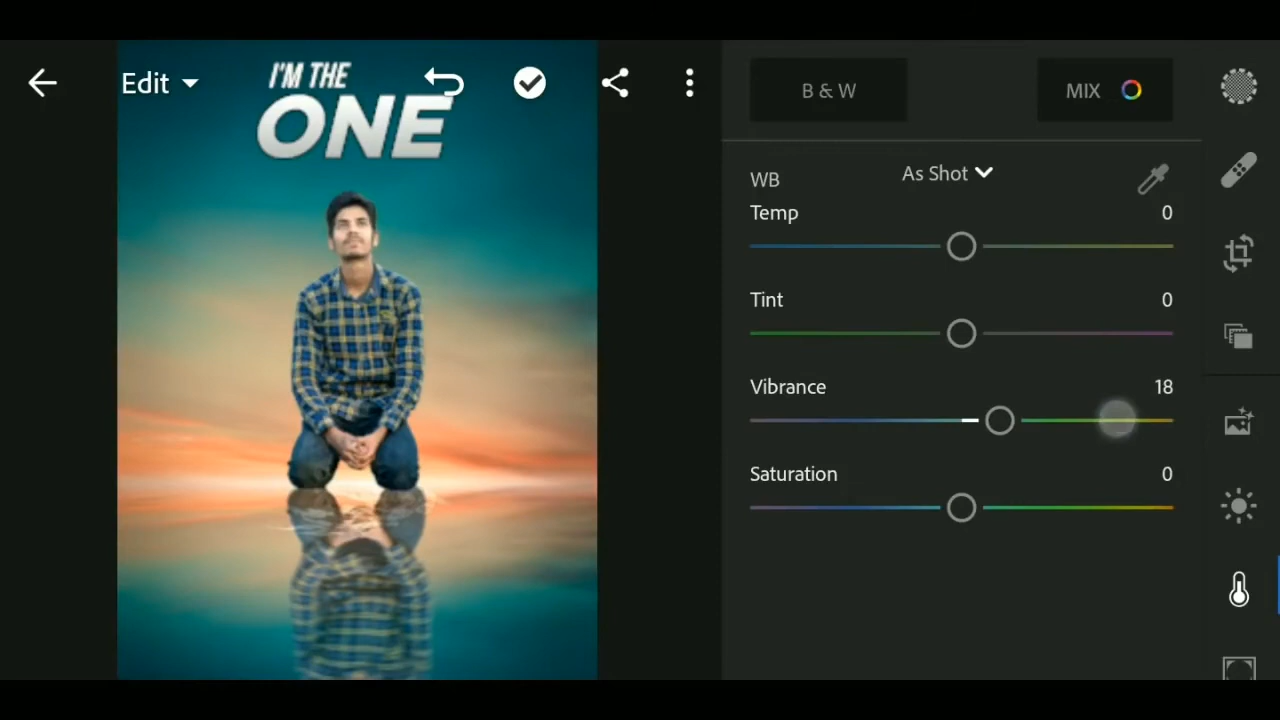 Edit
I'M THE
ONE
B & W
MIX
WB
As Shot
Temp
0
Tint
0
Vibrance
18
Saturation
0